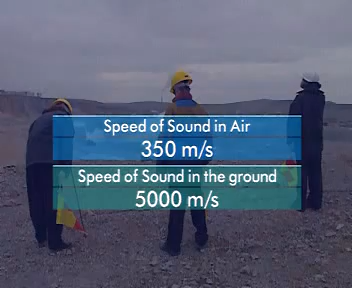 Speed of Sound in Air
350 m/s
Speed of Sound in the ground
5000 m/s